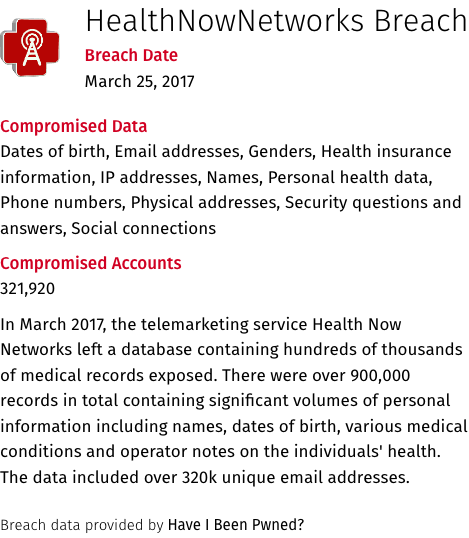 HealthNowNetworks Breach
Breach Date
March 25, 2017
Compromised Data
Dates of birth, Email addresses, Genders, Health insurance
information, IP addresses, Names, Personal health data,
Phone numbers, Physical addresses, Security questions and
answers, Social connections
Compromised Accounts
321,920
In March 2017, the telemarketing service Health Now
Networks left a database containing hundreds of thousands
of medical records exposed. There were over 900,000
records in total containing significant volumes of personal
information including names, dates of birth, various medical
conditions and operator notes on the individuals' health.
The data included over 320k unique email addresses.
Breach data provided by Have I Been Pwned?